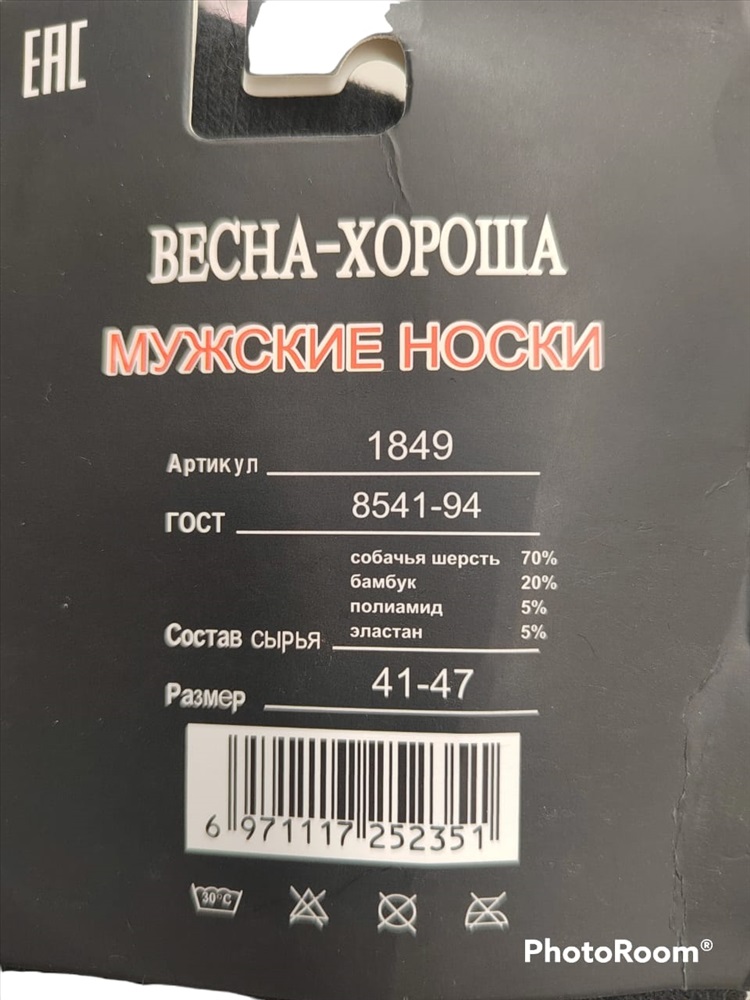 EAC
ВЕСНА-ХОРОША
МУЖСКИЕ НОСКИ
Артикул 1849
ГОСТ 8541-94
собачья шерсть 70%
бамбук 20%
полиамид 5%
Состав сырья эластан 5%
Размер 41-47
6 971117 252351
30°C
PhotoRoom®